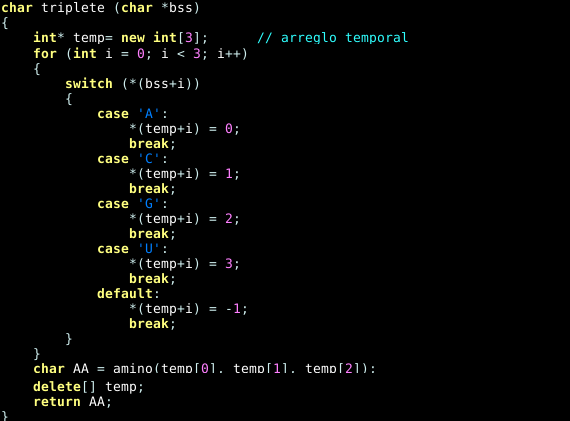 char triplete (char *bss)
{
    int* temp= new int[3];      // arreglo temporal
    for (int i = 0; i < 3; i++)
    {
        switch (*(bss+i))
        {
            case 'A':
                *(temp+i) = 0;
                break;
            case 'C':
                *(temp+i) = 1;
                break;
            case 'G':
                *(temp+i) = 2;
                break;
            case 'U':
                *(temp+i) = 3;
                break;
            default:
                *(temp+i) = -1;
                break;
        }
    }
    char AA = amino(temp[0], temp[1], temp[2]);
    delete[] temp;
    return AA;
}